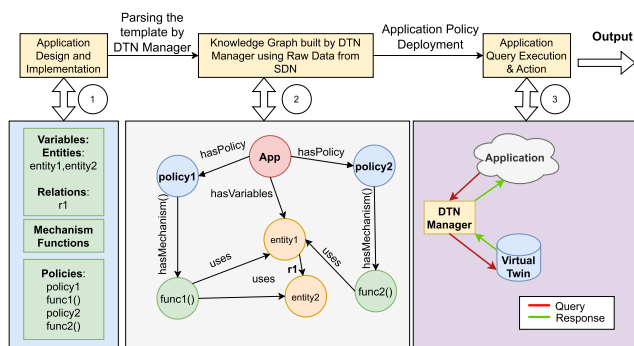 Parsing the
template by
DTN Manager
Application Policy
Deployment
Output
Application
Design and
Implementation
Knowledge Graph built by DTN
Manager using Raw Data from
SDN
Application
Query Execution
& Action
1
2
3
Variables:
Entities:
entity1,entity2
Relations:
r1
Mechanism
Functions
Policies:
policy1
func1()
policy2
func2()
hasPolicy
App
hasPolicy
policy1
policy2
hasVariables
hasMechanism()
hasMechanism()
entity1
uses
uses
r1
uses
func1()
entity2
func2()
Application
DTN
Manager
Virtual
Twin
Query
Response